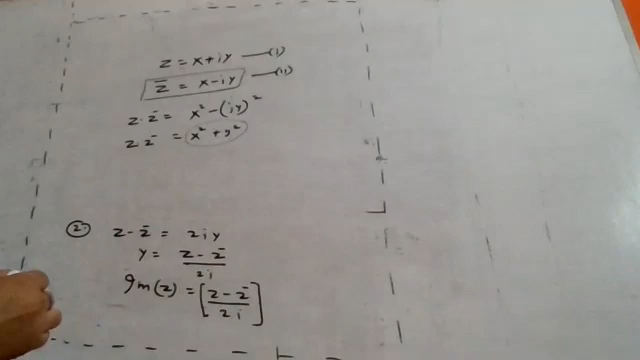 z = x+iy —(i)
z̄ = x-iy —(ii)
z.z̄ = x² -(iy)²
z z̄ = x² + y²
(2) z - z̄ = 2iy
y = z - z̄ / 2i
Im(z) = [z - z̄ / 2i]